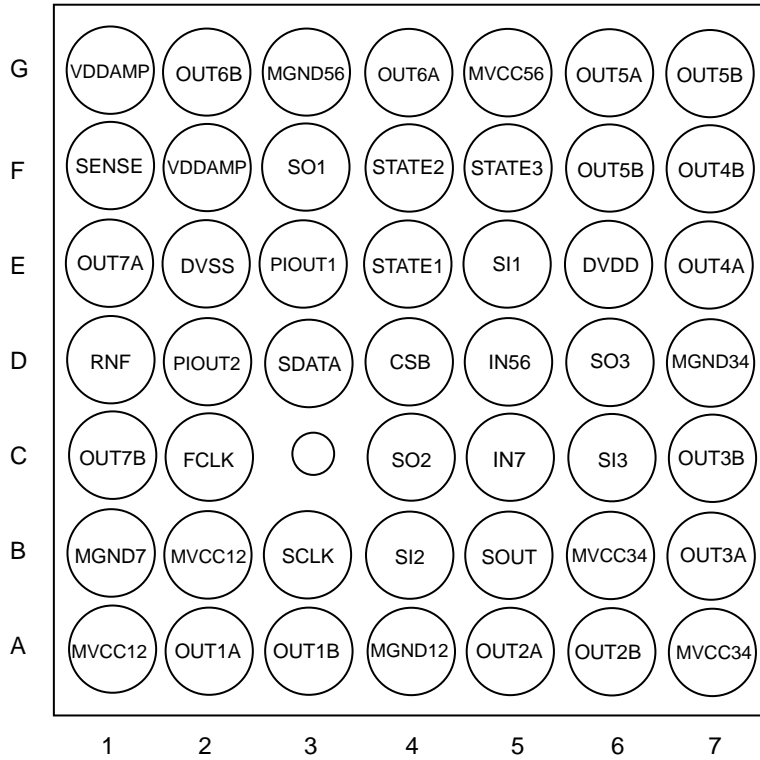 G VDDAMP OUT6B MGND56 OUT6A MVCC56 OUT5A OUT5B
F SENSE VDDAMP SO1 STATE2 STATE3 OUT5B OUT4B
E OUT7A DVSS PIOUT1 STATE1 SI1 DVDD OUT4A
D RNF PIOUT2 SDATA CSB IN56 SO3 MGND34
C OUT7B FCLK SO2 IN7 SI3 OUT3B
B MGND7 MVCC12 SCLK SI2 SOUT MVCC34 OUT3A
A MVCC12 OUT1A OUT1B MGND12 OUT2A OUT2B MVCC34
1 2 3 4 5 6 7